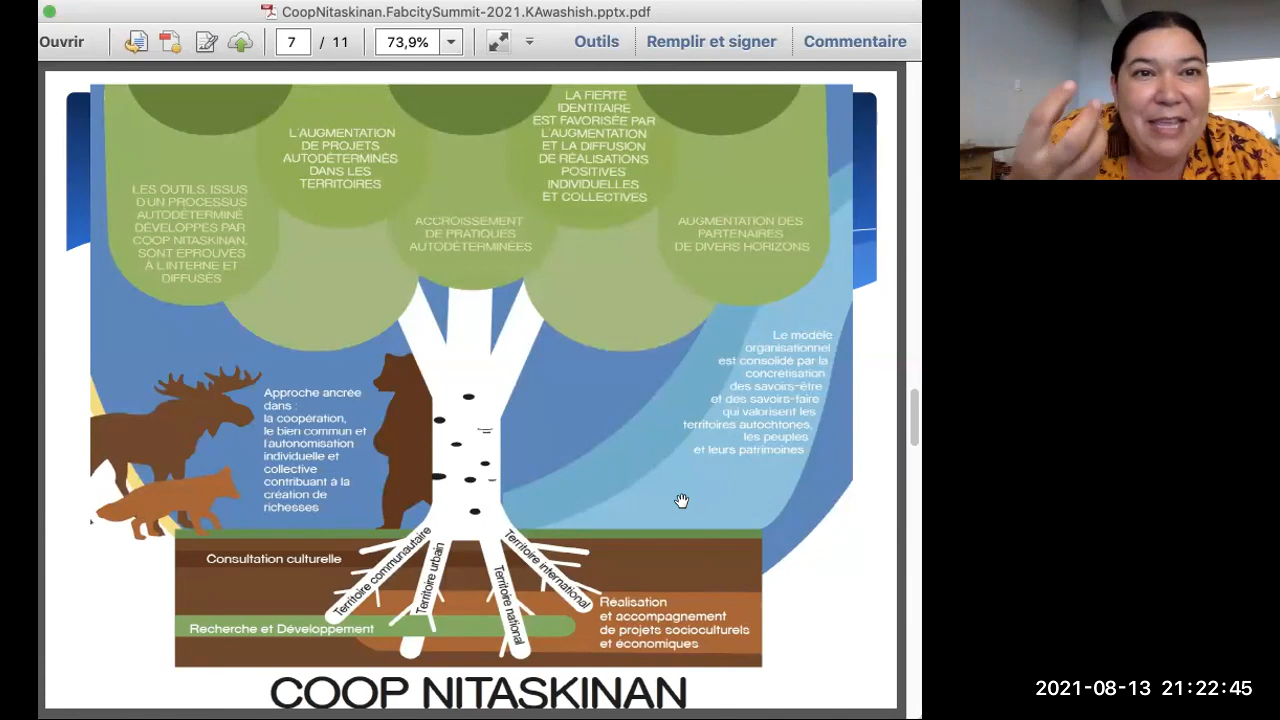 CoopNitaskinan.FabcitySummit-2021.KAwashish.pptx.pdf
Ouvrir
7 / 11
73,9%
Outils
Remplir et signer
Commentaire
LES OUTILS, ISSUS
D'UN PROCESSUS
AUTODÉTERMINÉ
DÉVELOPPÉS PAR
COOP NITASKINAN,
SONT ÉPROUVÉS
À L'INTERNE ET
DIFFUSÉS
L'AUGMENTATION
DE PROJETS
AUTODÉTERMINÉS
DANS LES
TERRITOIRES
ACCROISSEMENT
DE PRATIQUES
AUTODÉTERMINÉES
LA FIERTÉ
IDENTITAIRE
EST FAVORISÉE PAR
L'AUGMENTATION
ET LA DIFFUSION
DE RÉALISATIONS
POSITIVES
INDIVIDUELLES
ET COLLECTIVES
AUGMENTATION DES
PARTENAIRES
DE DIVERS HORIZONS
Approche ancrée
dans :
la coopération,
le bien commun et
l'autonomisation
individuelle et
collective
contribuant à la
création de
richesses
Le modèle
organisationnel
est consolidé par la
concrétisation
des savoirs-être
et des savoirs-faire
qui valorisent les
territoires autochtones,
les peuples
et leurs patrimoines
Consultation culturelle
Territoire communautaire
Territoire urbain
Territoire national
Territoire international
Recherche et Développement
Réalisation
et accompagnement
de projets socioculturels
et économiques
COOP NITASKINAN
2021-08-13 21:22:45